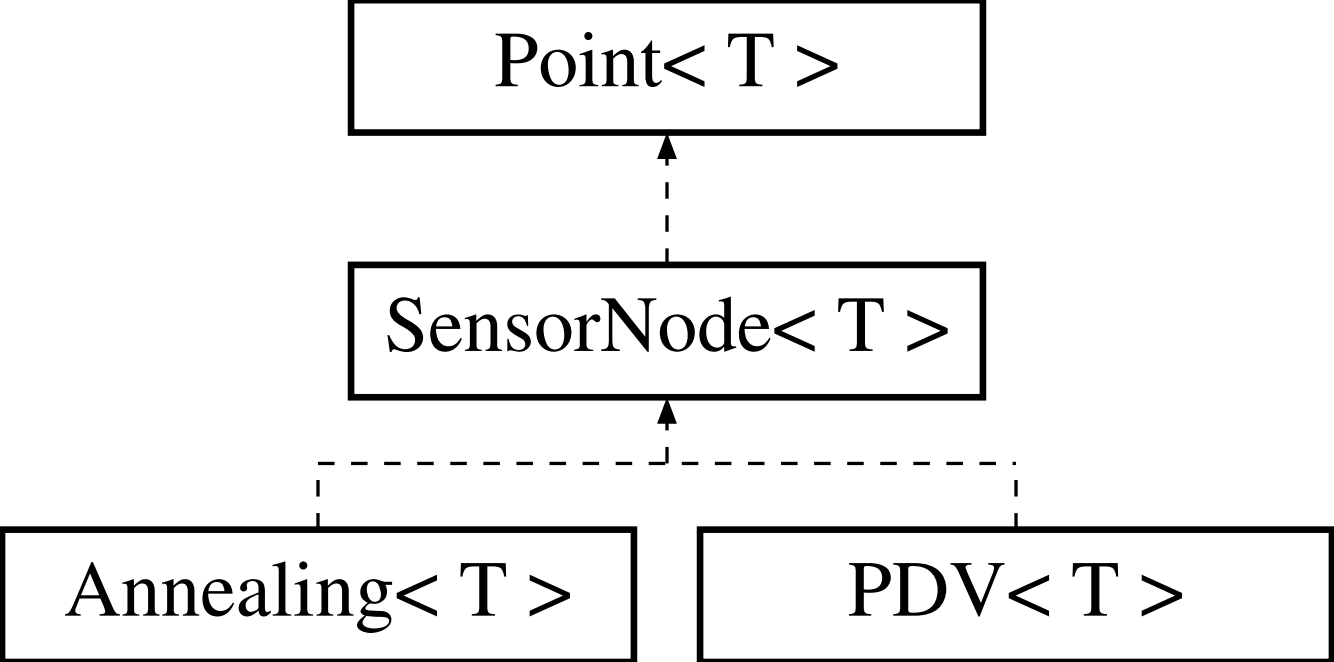 Point< T >
SensorNode< T >
Annealing< T >
PDV< T >